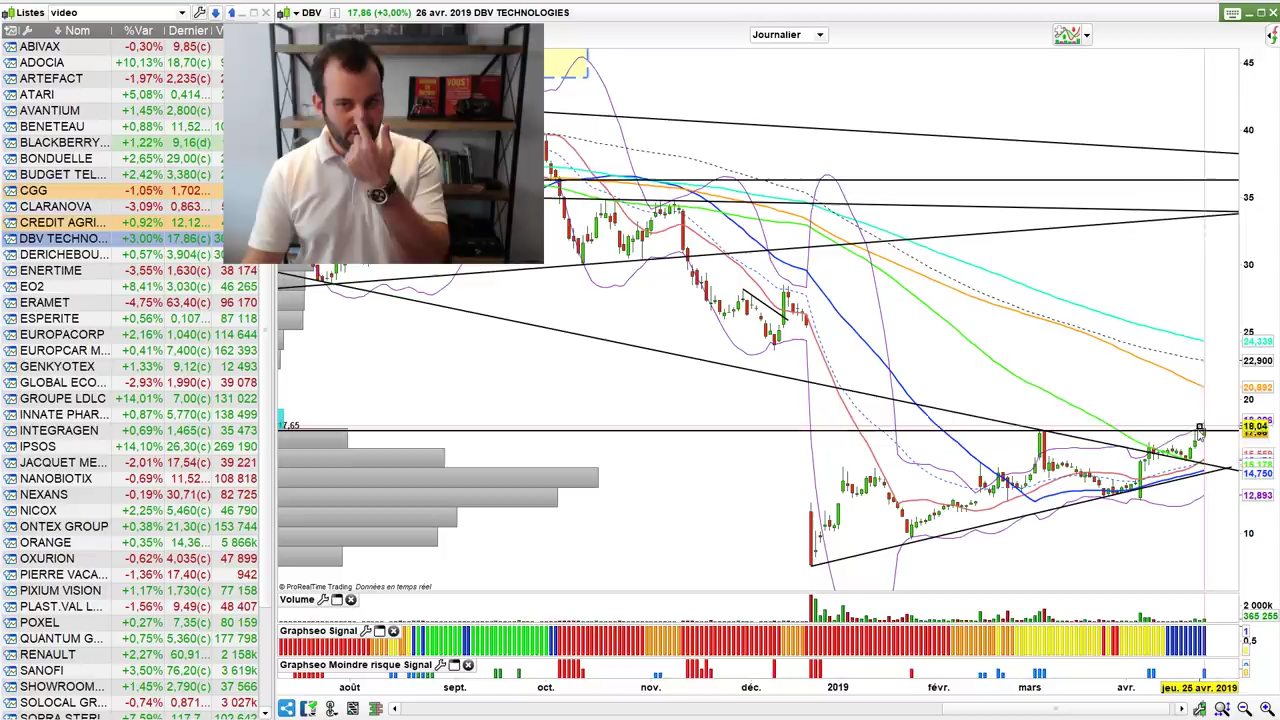 Listes video
DBV 17,86 (+3,00%) 26 avr. 2019 DBV TECHNOLOGIES
Nom %Var Dernier V
Journalier
ABIVAX -0,30% 9,85(c)
ADOCIA +10,13% 18,70(c)
ARTEFACT -1,97% 2,235(c)
ATARI +5,08% 0,414...
AVANTIUM +1,45% 2,800(c)
BENETEAU +0,88% 11,52...
BLACKBERRY... +1,22% 9,16(d)
BONDUELLE +2,65% 29,00(c)
BUDGET TEL... +2,42% 3,380(c)
CGG -1,05% 1,702...
CLARANOVA -3,09% 0,863...
CREDIT AGRI... +0,92% 12,12...
DBV TECHNO... +3,00% 17,86(c)
DERICHEBOU... +0,57% 3,904(c)
ENERTIME -3,55% 1,630(c) 38 174
EO2 +8,41% 3,030(c) 46 265
ERAMET -4,75% 63,40(c) 96 170
ESPERITE +0,56% 0,107... 87 118
EUROPACORP +2,16% 1,040(c) 114 644
EUROPCAR M... +0,41% 7,400(c) 162 393
GENKYOTEX +1,33% 9,12(c) 12 493
GLOBAL ECO... -2,93% 1,990(c) 39 078
GROUPE LDLC +14,01% 7,00(c) 131 022
INNATE PHAR... +0,87% 5,770(c) 138 499
INTEGRAGEN +0,69% 1,445(c) 35 473
IPSOS +14,10% 26,30(c) 269 190
JACQUET ME... -2,01% 17,54(c) 39 221
NANOBIOTIX -0,69% 10,01(c) 38 715
NEXANS -0,19% 30,71(c) 82 725
NICOX +2,25% 5,460(c) 46 790
ONTEX GROUP +0,38% 21,30(c) 153 744
ORANGE +0,35% 14,36... 5 866k
OXURION -0,62% 4,035(c) 47 899
PIERRE VACA... -1,36% 17,40(c) 942
PIXIUM VISION +1,17% 1,730(c) 77 158
PLAST.VAL L... -1,56% 9,49(c) 48 407
POXEL +0,27% 7,35(c) 80 159
QUANTUM G... +0,75% 5,360(c) 177 798
RENAULT +2,27% 60,91... 2 158k
SANOFI +3,50% 76,20(c) 3 619k
SHOWROOM... +1,45% 2,790(c) 37 566
SOLOCAL GR... -0,74% 0,871... 3 027k
SOPRA STERI... +7,59% 117,7... 102 642
VOUS!
45
40
35
30
25
24,339
22,900
20,892
20
18,04
17,65
14,750
12,893
10
© ProRealTime Trading Données en temps réel
Volume
2 000k
365 255
Graphseo Signal
1
0,5
Graphseo Moindre risque Signal
août sept. oct. nov. déc. 2019 févr. mars avr. jeu. 25 avr. 2019